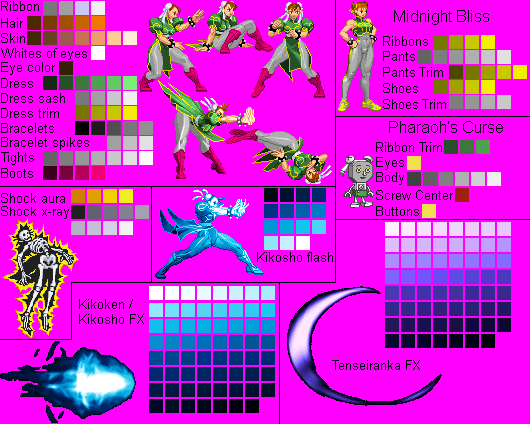 Ribbon
Hair
Skin
Whites of eyes
Eye color
Dress
Dress sash
Dress trim
Bracelets
Bracelet spikes
Tights
Boots
Midnight Bliss
Ribbons
Pants
Pants Trim
Shoes
Shoes Trim
Pharaoh's Curse
Ribbon Trim
Eyes
Body
Screw Center
Buttons
Shock aura
Shock x-ray
Kikosho flash
Kikoken /
Kikosho FX
Tenseiranka FX